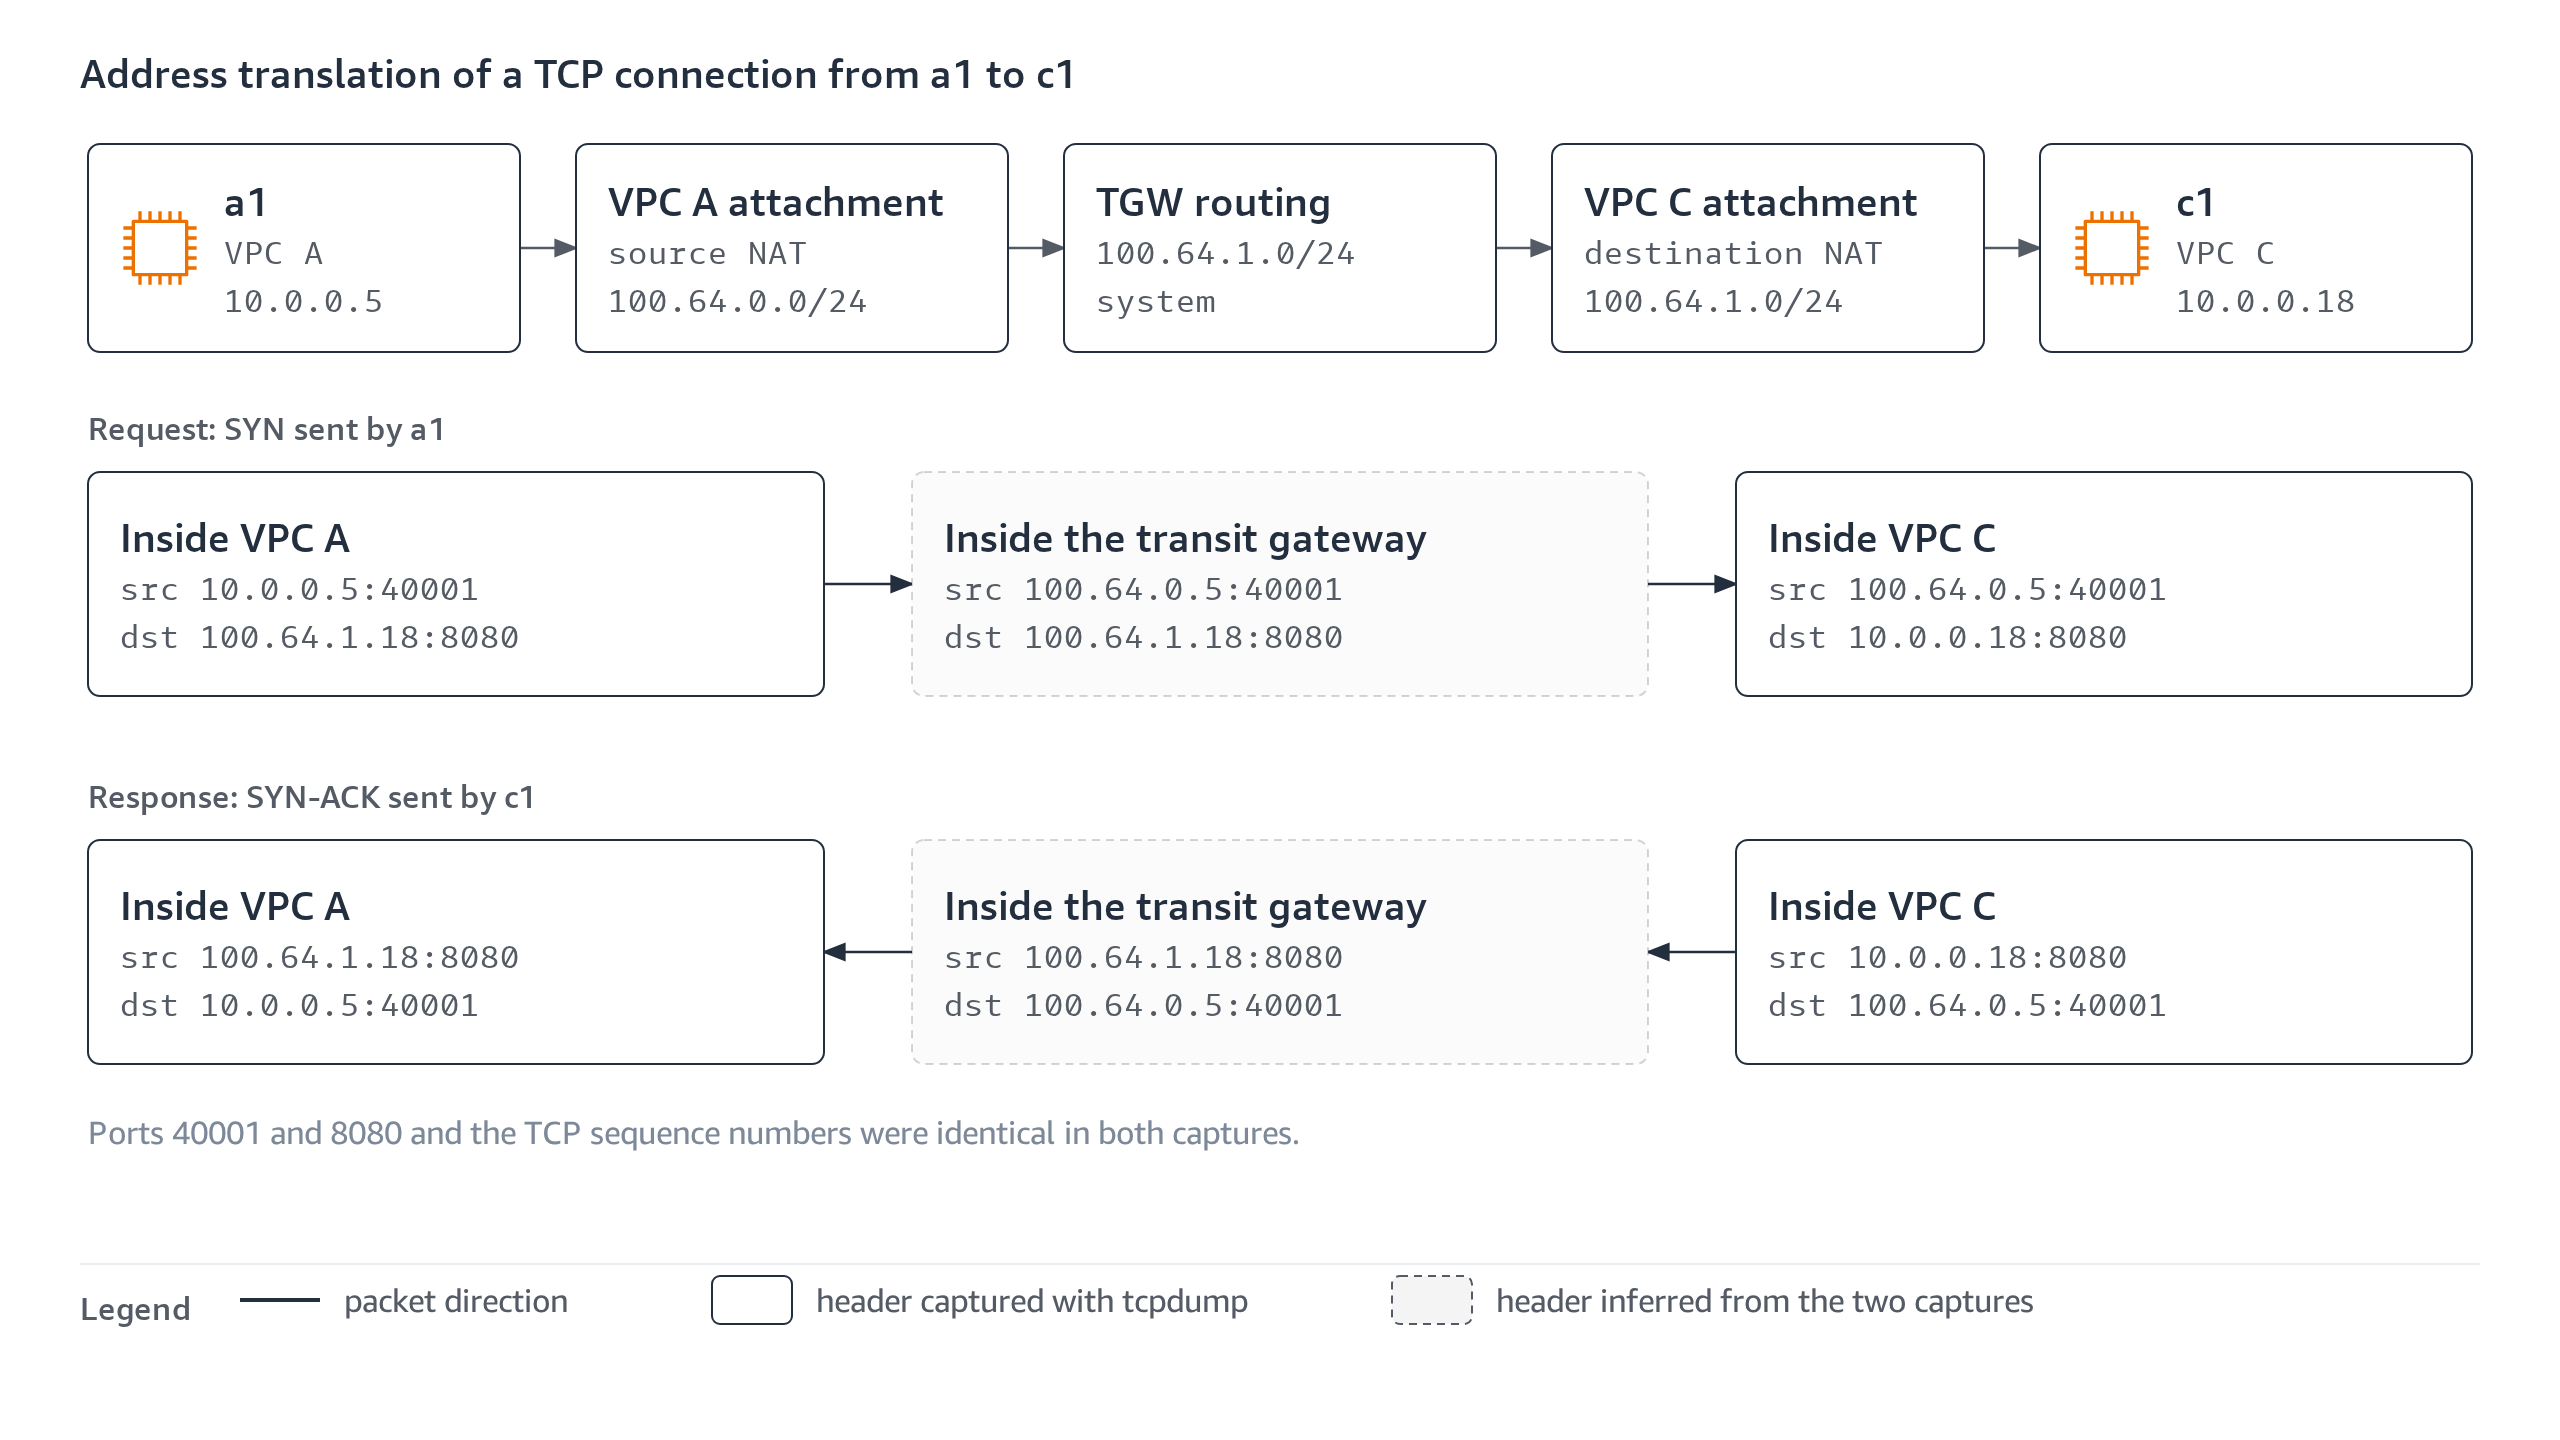 Address translation of a TCP connection from a1 to c1
a1
VPC A
10.0.0.5
VPC A attachment
source NAT
100.64.0.0/24
TGW routing
100.64.1.0/24
system
VPC C attachment
destination NAT
100.64.1.0/24
c1
VPC C
10.0.0.18
Request: SYN sent by a1
Inside VPC A
src 10.0.0.5:40001
dst 100.64.1.18:8080
Inside the transit gateway
src 100.64.0.5:40001
dst 100.64.1.18:8080
Inside VPC C
src 100.64.0.5:40001
dst 10.0.0.18:8080
Response: SYN-ACK sent by c1
Inside VPC A
src 100.64.1.18:8080
dst 10.0.0.5:40001
Inside the transit gateway
src 100.64.1.18:8080
dst 100.64.0.5:40001
Inside VPC C
src 10.0.0.18:8080
dst 100.64.0.5:40001
Ports 40001 and 8080 and the TCP sequence numbers were identical in both captures.
Legend
packet direction
header captured with tcpdump
header inferred from the two captures